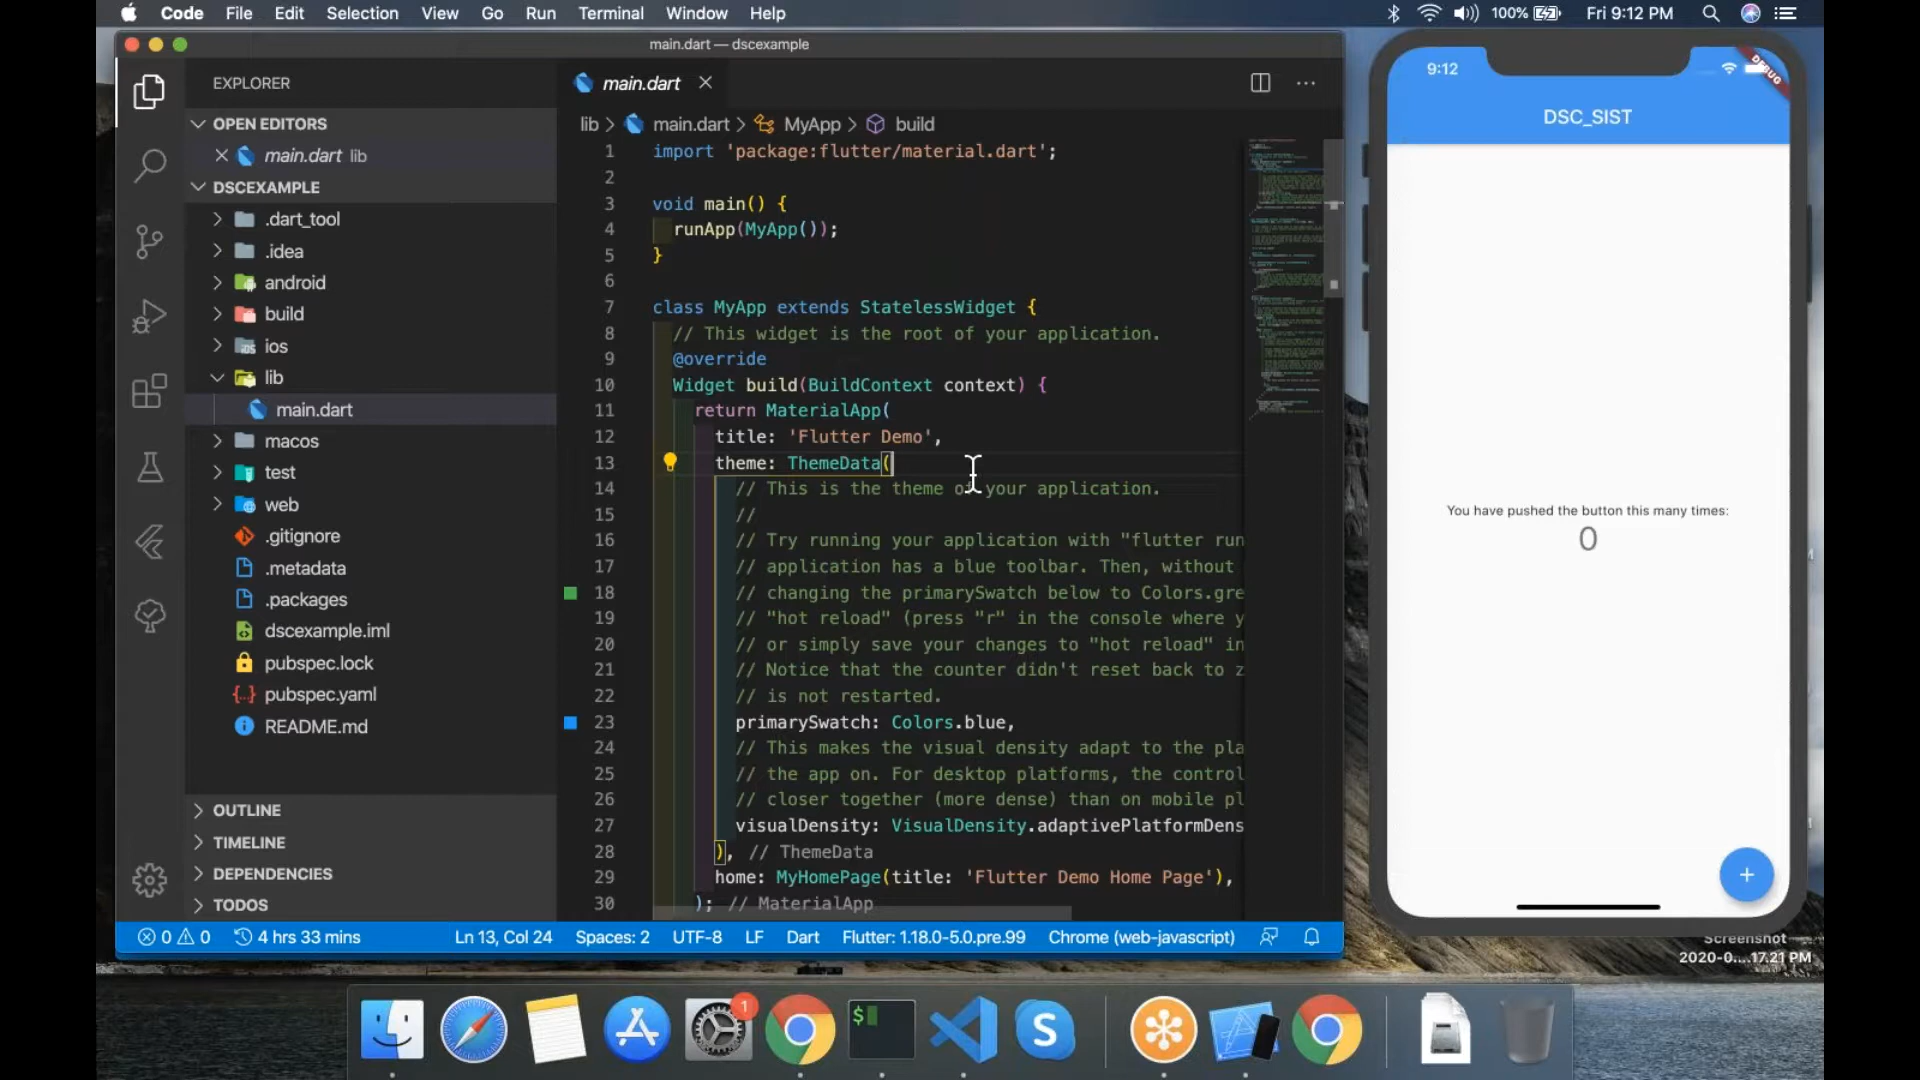 Code File Edit Selection View Go Run Terminal Window Help 100% Fri 9:12 PM
main.dart — dscexample
EXPLORER
OPEN EDITORS
main.dart lib
DSCEXAMPLE
.dart_tool
.idea
android
build
ios
lib
main.dart
macos
test
web
.gitignore
.metadata
.packages
dscexample.iml
pubspec.lock
pubspec.yaml
README.md
OUTLINE
TIMELINE
DEPENDENCIES
TODOS
main.dart
lib > main.dart > MyApp > build
1 import 'package:flutter/material.dart';
2
3 void main() {
4 runApp(MyApp());
5 }
6
7 class MyApp extends StatelessWidget {
8 // This widget is the root of your application.
9 @override
10 Widget build(BuildContext context) {
11 return MaterialApp(
12 title: 'Flutter Demo',
13 theme: ThemeData(
14 // This is the theme of your application.
15 //
16 // Try running your application with "flutter run
17 // application has a blue toolbar. Then, without
18 // changing the primarySwatch below to Colors.gre
19 // "hot reload" (press "r" in the console where y
20 // or simply save your changes to "hot reload" in
21 // Notice that the counter didn't reset back to z
22 // is not restarted.
23 primarySwatch: Colors.blue,
24 // This makes the visual density adapt to the pla
25 // the app on. For desktop platforms, the control
26 // closer together (more dense) than on mobile pl
27 visualDensity: VisualDensity.adaptivePlatformDens
28 ), // ThemeData
29 home: MyHomePage(title: 'Flutter Demo Home Page'),
30 ); // MaterialApp
0 0 4 hrs 33 mins Ln 13, Col 24 Spaces: 2 UTF-8 LF Dart Flutter: 1.18.0-5.0.pre.99 Chrome (web-javascript)
9:12
DEBUG
DSC_SIST
You have pushed the button this many times:
0
+
Screenshot
2020-0....17.21 PM
1
$
S